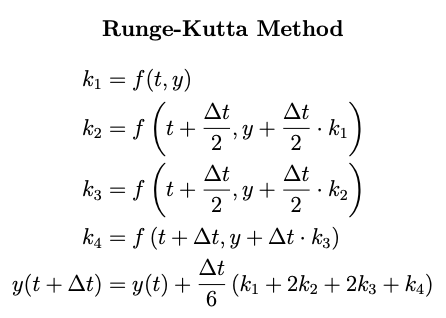 Runge-Kutta Method
k₁ = f(t, y)
k₂ = f(t + Δt/2, y + Δt/2 · k₁)
k₃ = f(t + Δt/2, y + Δt/2 · k₂)
k₄ = f(t + Δt, y + Δt · k₃)
y(t + Δt) = y(t) + Δt/6 (k₁ + 2k₂ + 2k₃ + k₄)